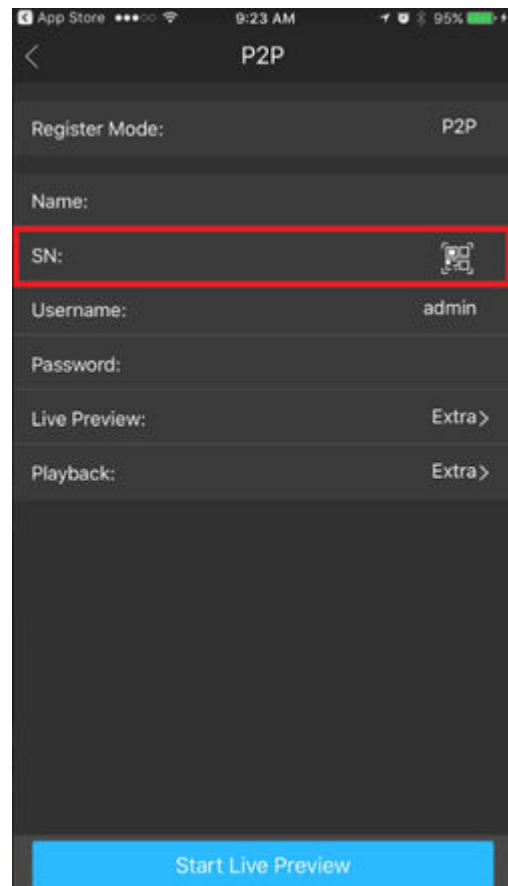 App Store 9:23 AM 95%
P2P
Register Mode: P2P
Name:
SN:
Username: admin
Password:
Live Preview: Extra>
Playback: Extra>
Start Live Preview